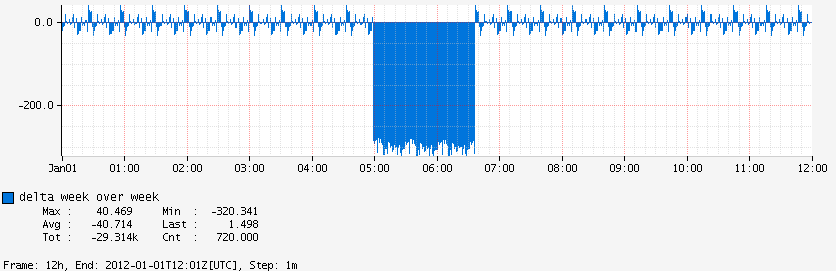 0.0
-200.0
Jan01 01:00 02:00 03:00 04:00 05:00 06:00 07:00 08:00 09:00 10:00 11:00 12:00
delta week over week
Max : 40.469 Min : -320.341
Avg : -40.714 Last : 1.498
Tot : -29.314k Cnt : 720.000
Frame: 12h, End: 2012-01-01T12:01Z[UTC], Step: 1m